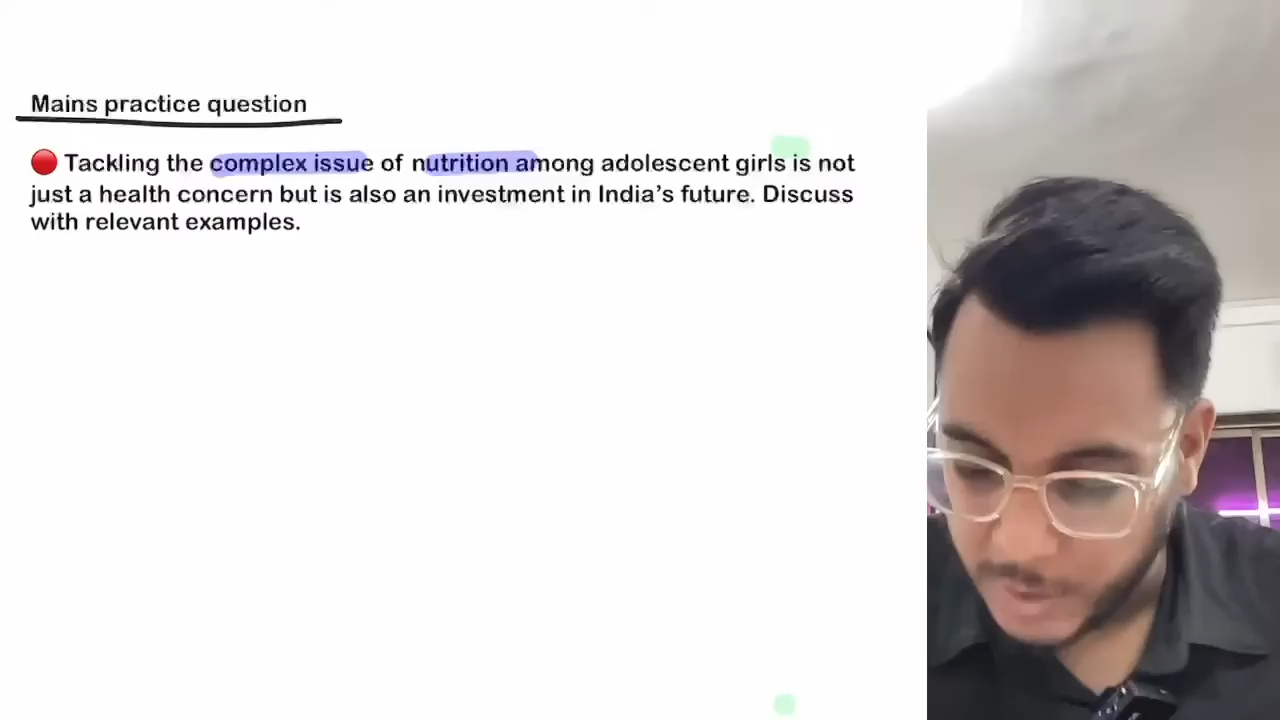 Mains practice question
Tackling the complex issue of nutrition among adolescent girls is not
just a health concern but is also an investment in India's future. Discuss
with relevant examples.